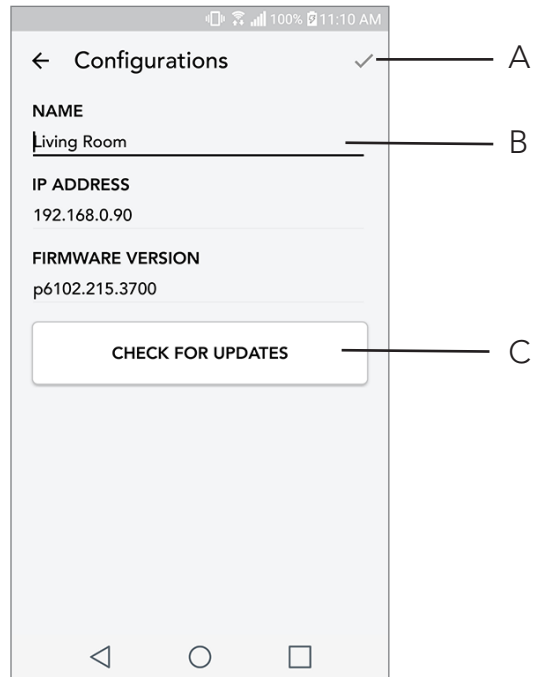 100% 11:10 AM
Configurations
A
NAME
Living Room
B
IP ADDRESS
192.168.0.90
FIRMWARE VERSION
p6102.215.3700
CHECK FOR UPDATES
C